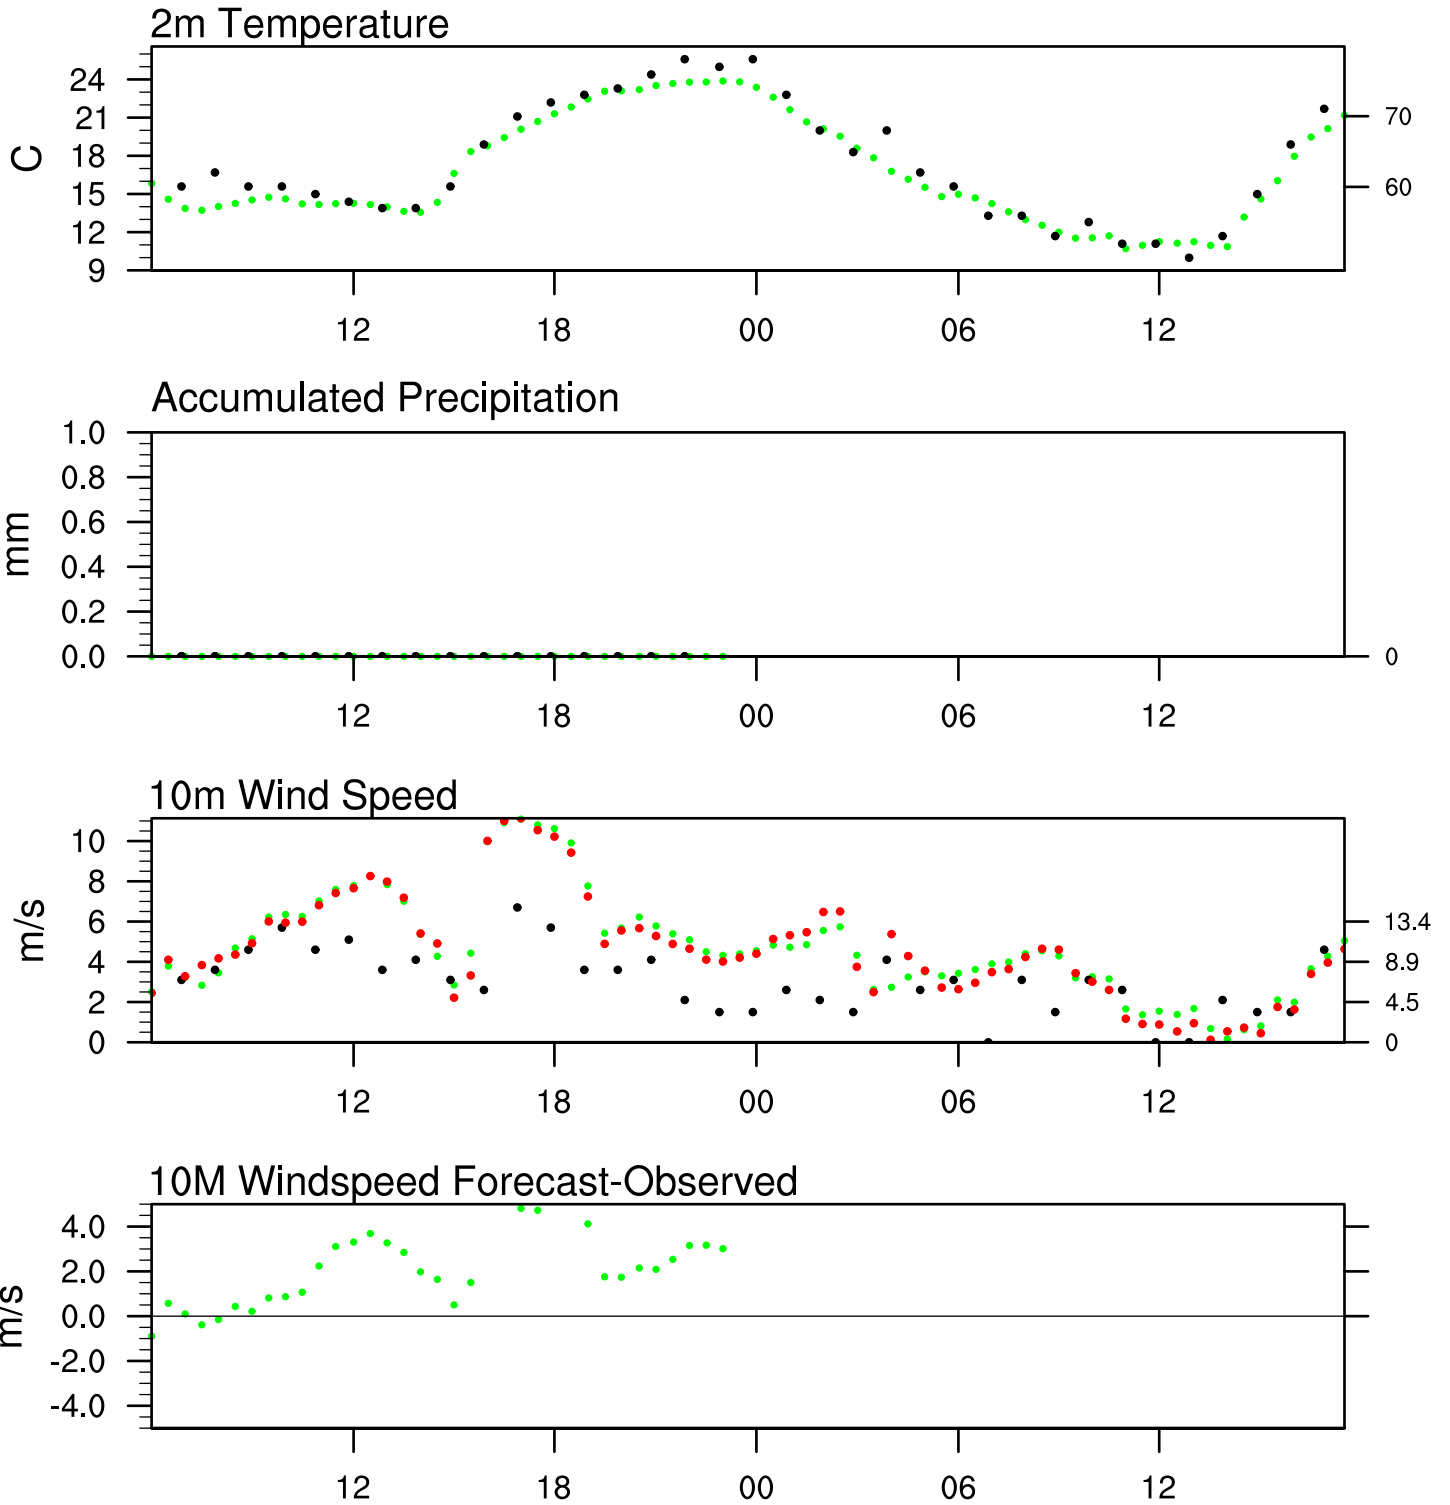 2m Temperature
24
21
18
15
12
9
C
70
60
12 18 00 06 12
Accumulated Precipitation
1.0
0.8
0.6
0.4
0.2
0.0
mm
0
12 18 00 06 12
10m Wind Speed
10
8
6
4
2
0
m/s
13.4
8.9
4.5
0
12 18 00 06 12
10M Windspeed Forecast-Observed
4.0
2.0
0.0
-2.0
-4.0
m/s
12 18 00 06 12